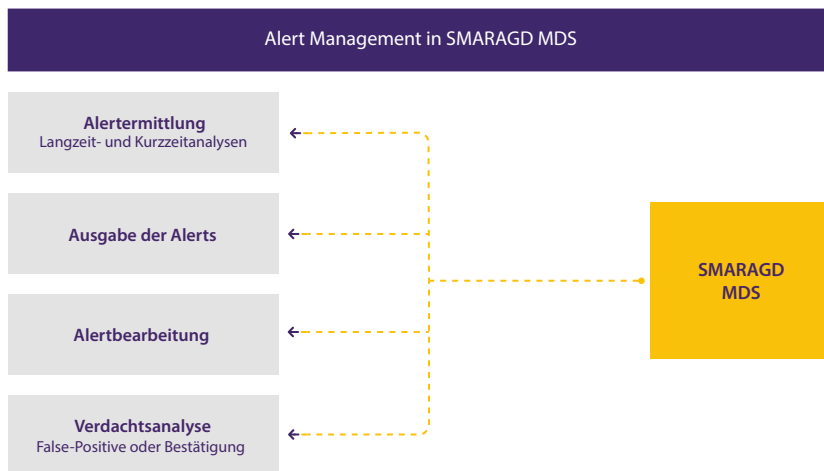 Alert Management in SMARAGD MDS
Alertermittlung
Langzeit- und Kurzzeitanalysen
Ausgabe der Alerts
Alertbearbeitung
Verdachtsanalyse
False-Positive oder Bestätigung
SMARAGD
MDS